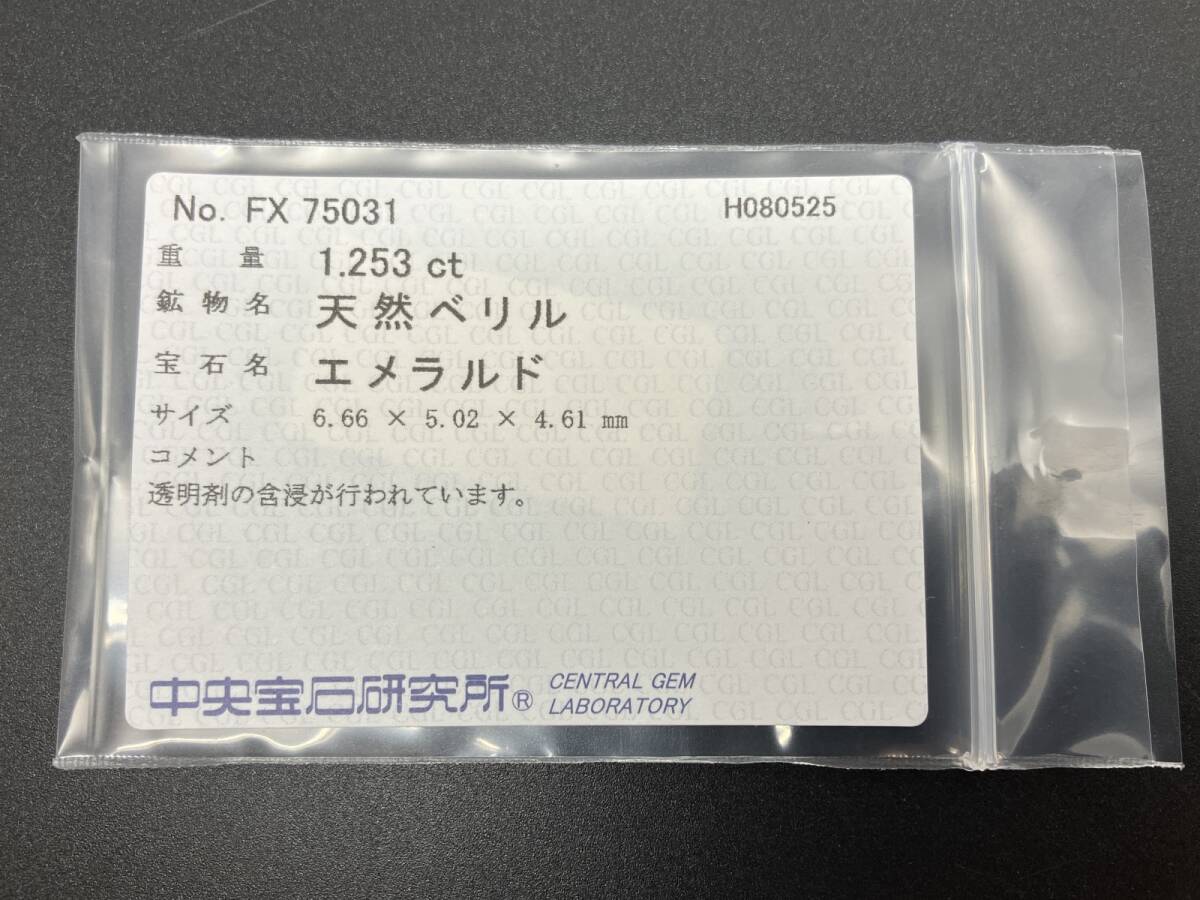 No. FX 75031 H080525
重量 1.253 ct
鉱物名 天然ベリル
宝石名 エメラルド
サイズ 6.66 × 5.02 × 4.61 mm
コメント
透明剤の含浸が行われています。
中央宝石研究所® CENTRAL GEM
LABORATORY